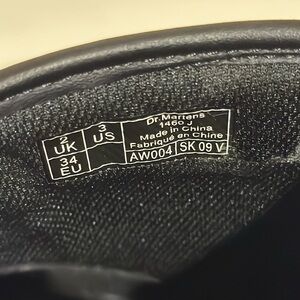 2 UK
3 US
34 EU
Dr.Martens
1460 J
Made in China
Fabriqué en Chine
AW004 SK 09 V